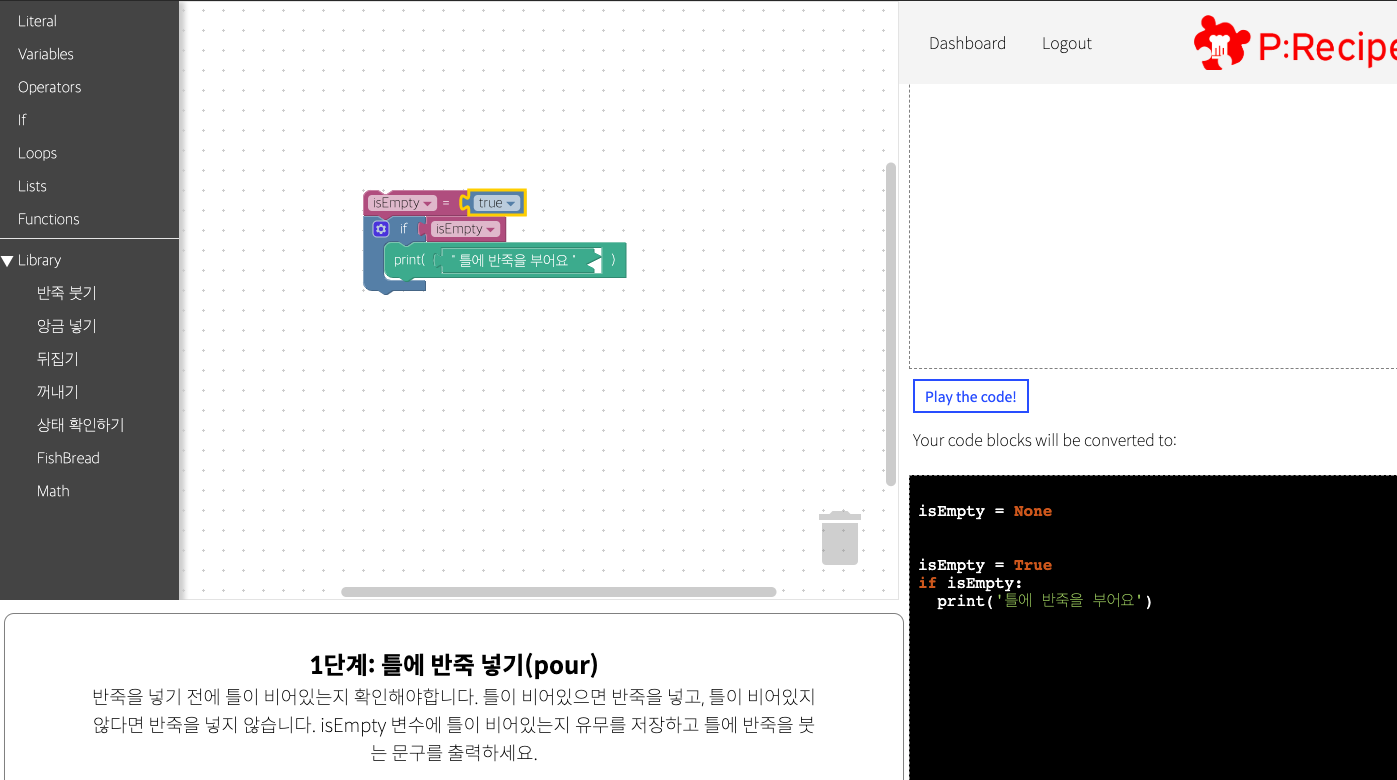 Literal
Variables
Operators
If
Loops
Lists
Functions
Library
반죽 붓기
앙금 넣기
뒤집기
꺼내기
상태 확인하기
FishBread
Math
isEmpty = true
if isEmpty
print( " 틀에 반죽을 부어요 " )
1단계: 틀에 반죽 넣기(pour)
반죽을 넣기 전에 틀이 비어있는지 확인해야합니다. 틀이 비어있으면 반죽을 넣고, 틀이 비어있지
않다면 반죽을 넣지 않습니다. isEmpty 변수에 틀이 비어있는지 유무를 저장하고 틀에 반죽을 붓
는 문구를 출력하세요.
Dashboard Logout P:Recipe
Play the code!
Your code blocks will be converted to:
isEmpty = None
isEmpty = True
if isEmpty:
print('틀에 반죽을 부어요')